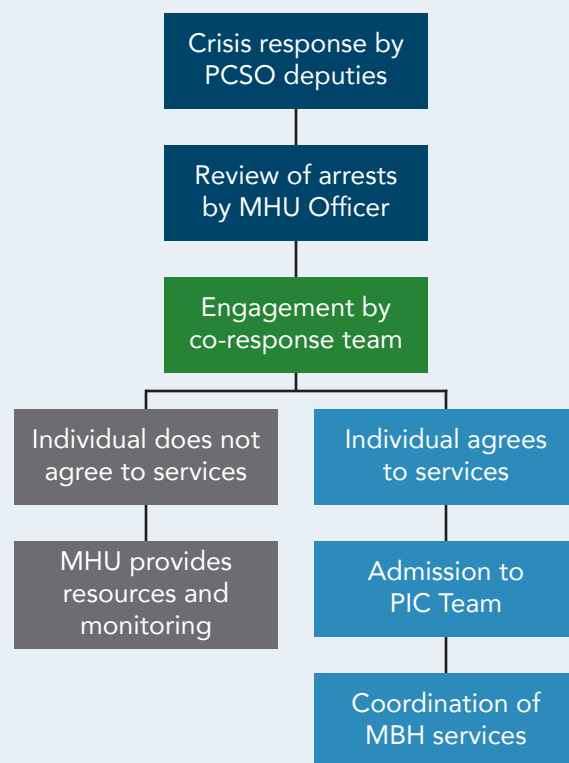 Crisis response by
PCSO deputies
Review of arrests
by MHU Officer
Engagement by
co-response team
Individual does not
agree to services
Individual agrees
to services
MHU provides
resources and
monitoring
Admission to
PIC Team
Coordination of
MBH services